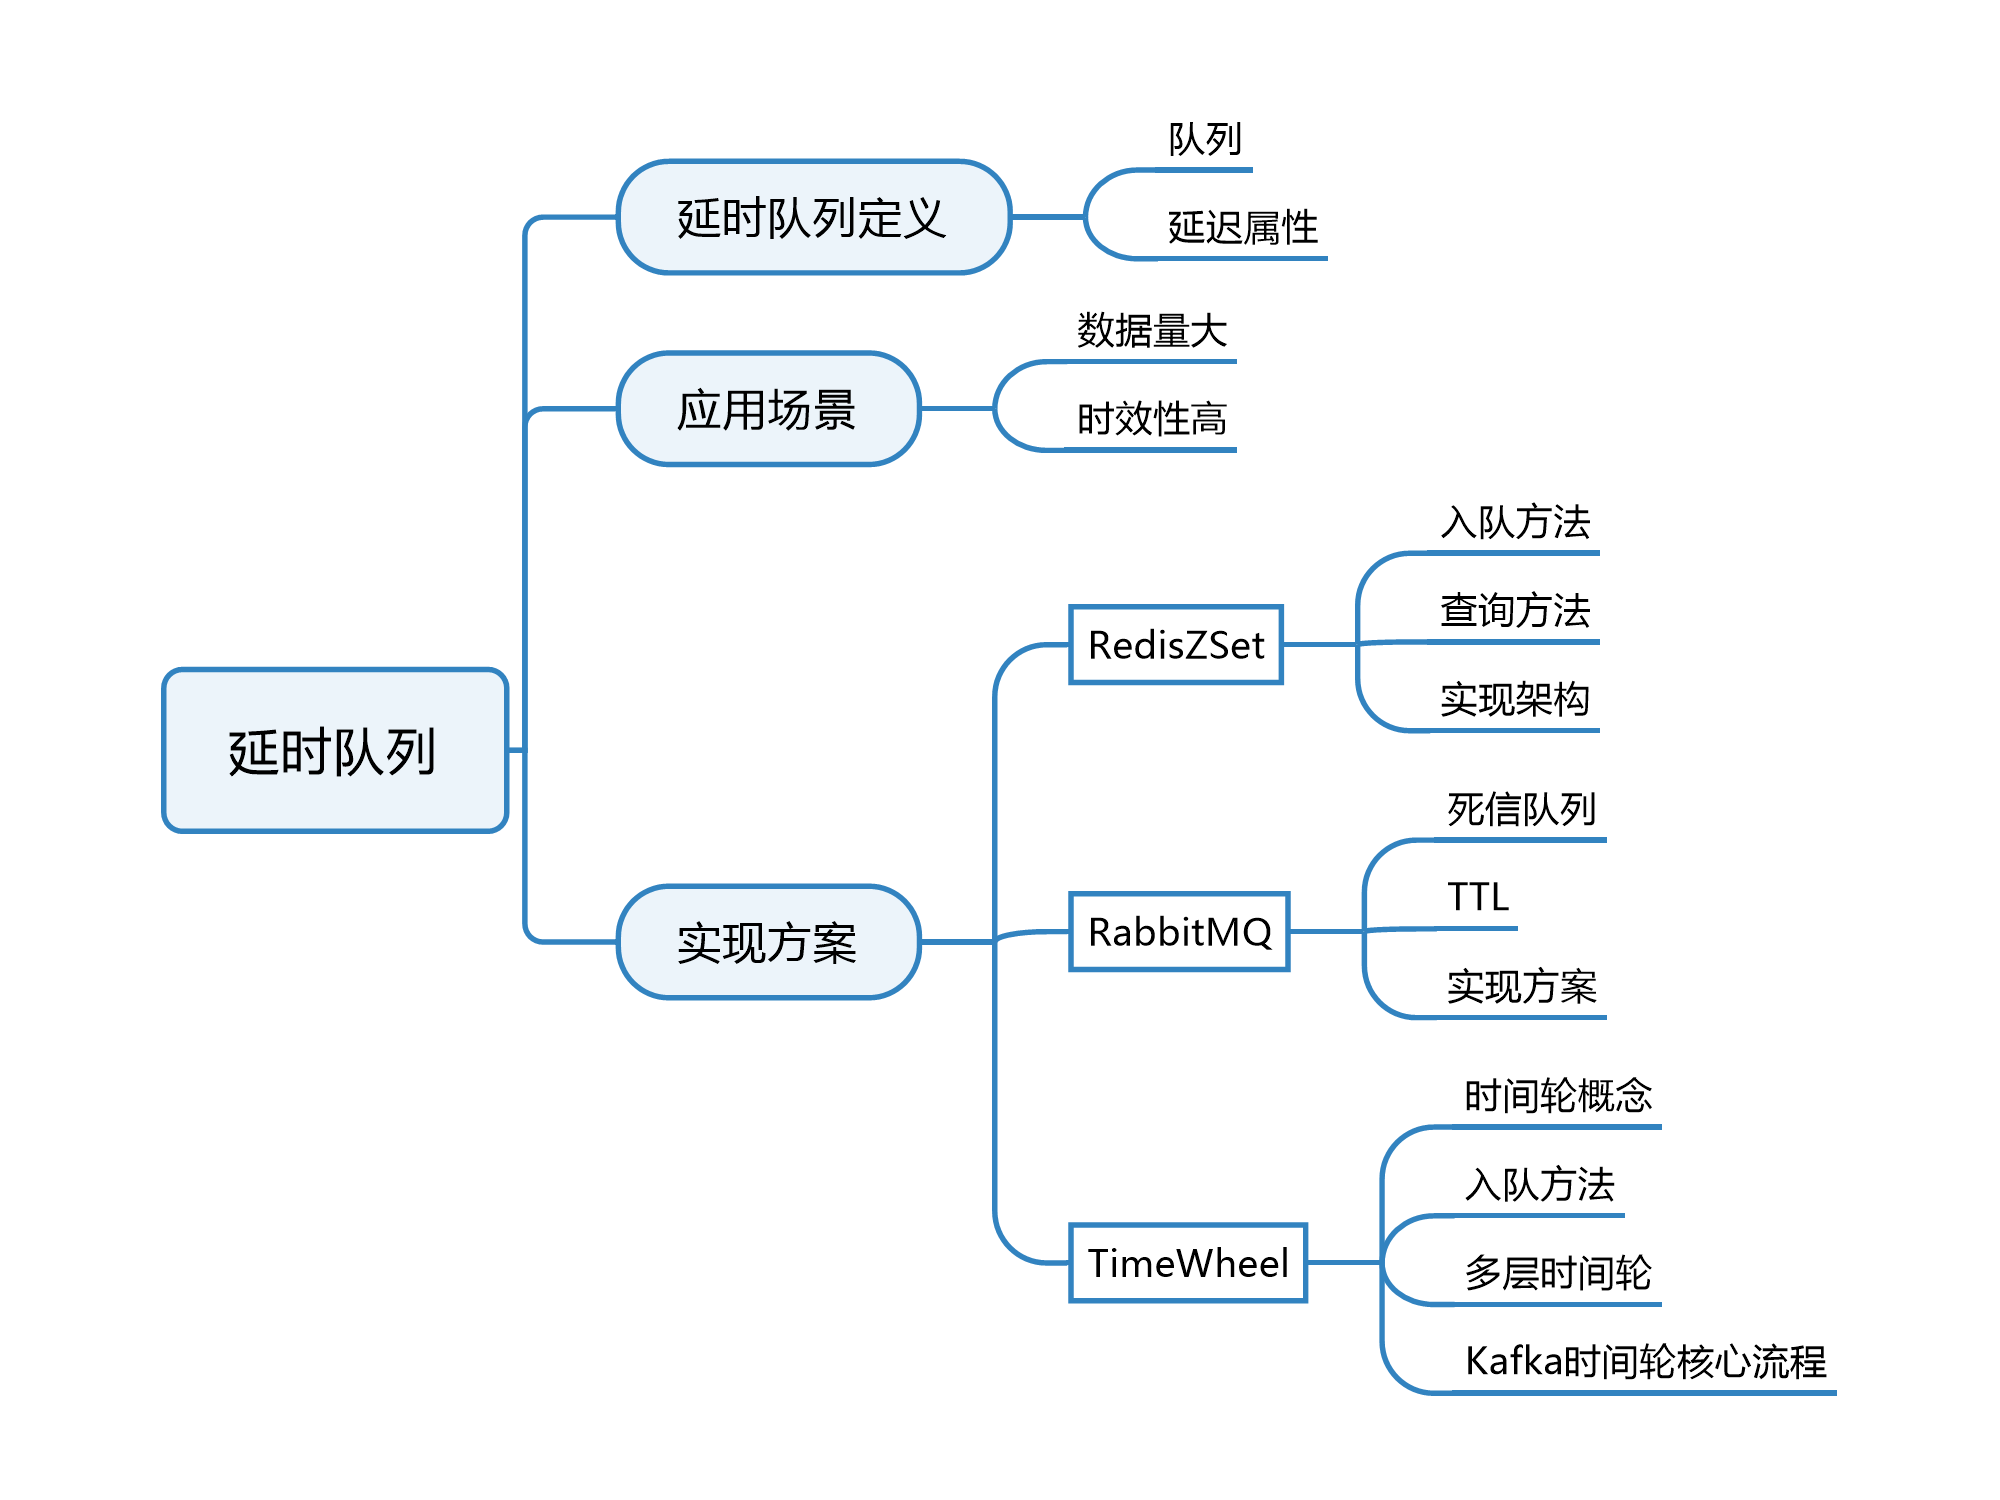 延时队列
延时队列定义
队列
延迟属性
应用场景
数据量大
时效性高
实现方案
RedisZSet
入队方法
查询方法
实现架构
RabbitMQ
死信队列
TTL
实现方案
TimeWheel
时间轮概念
入队方法
多层时间轮
Kafka时间轮核心流程